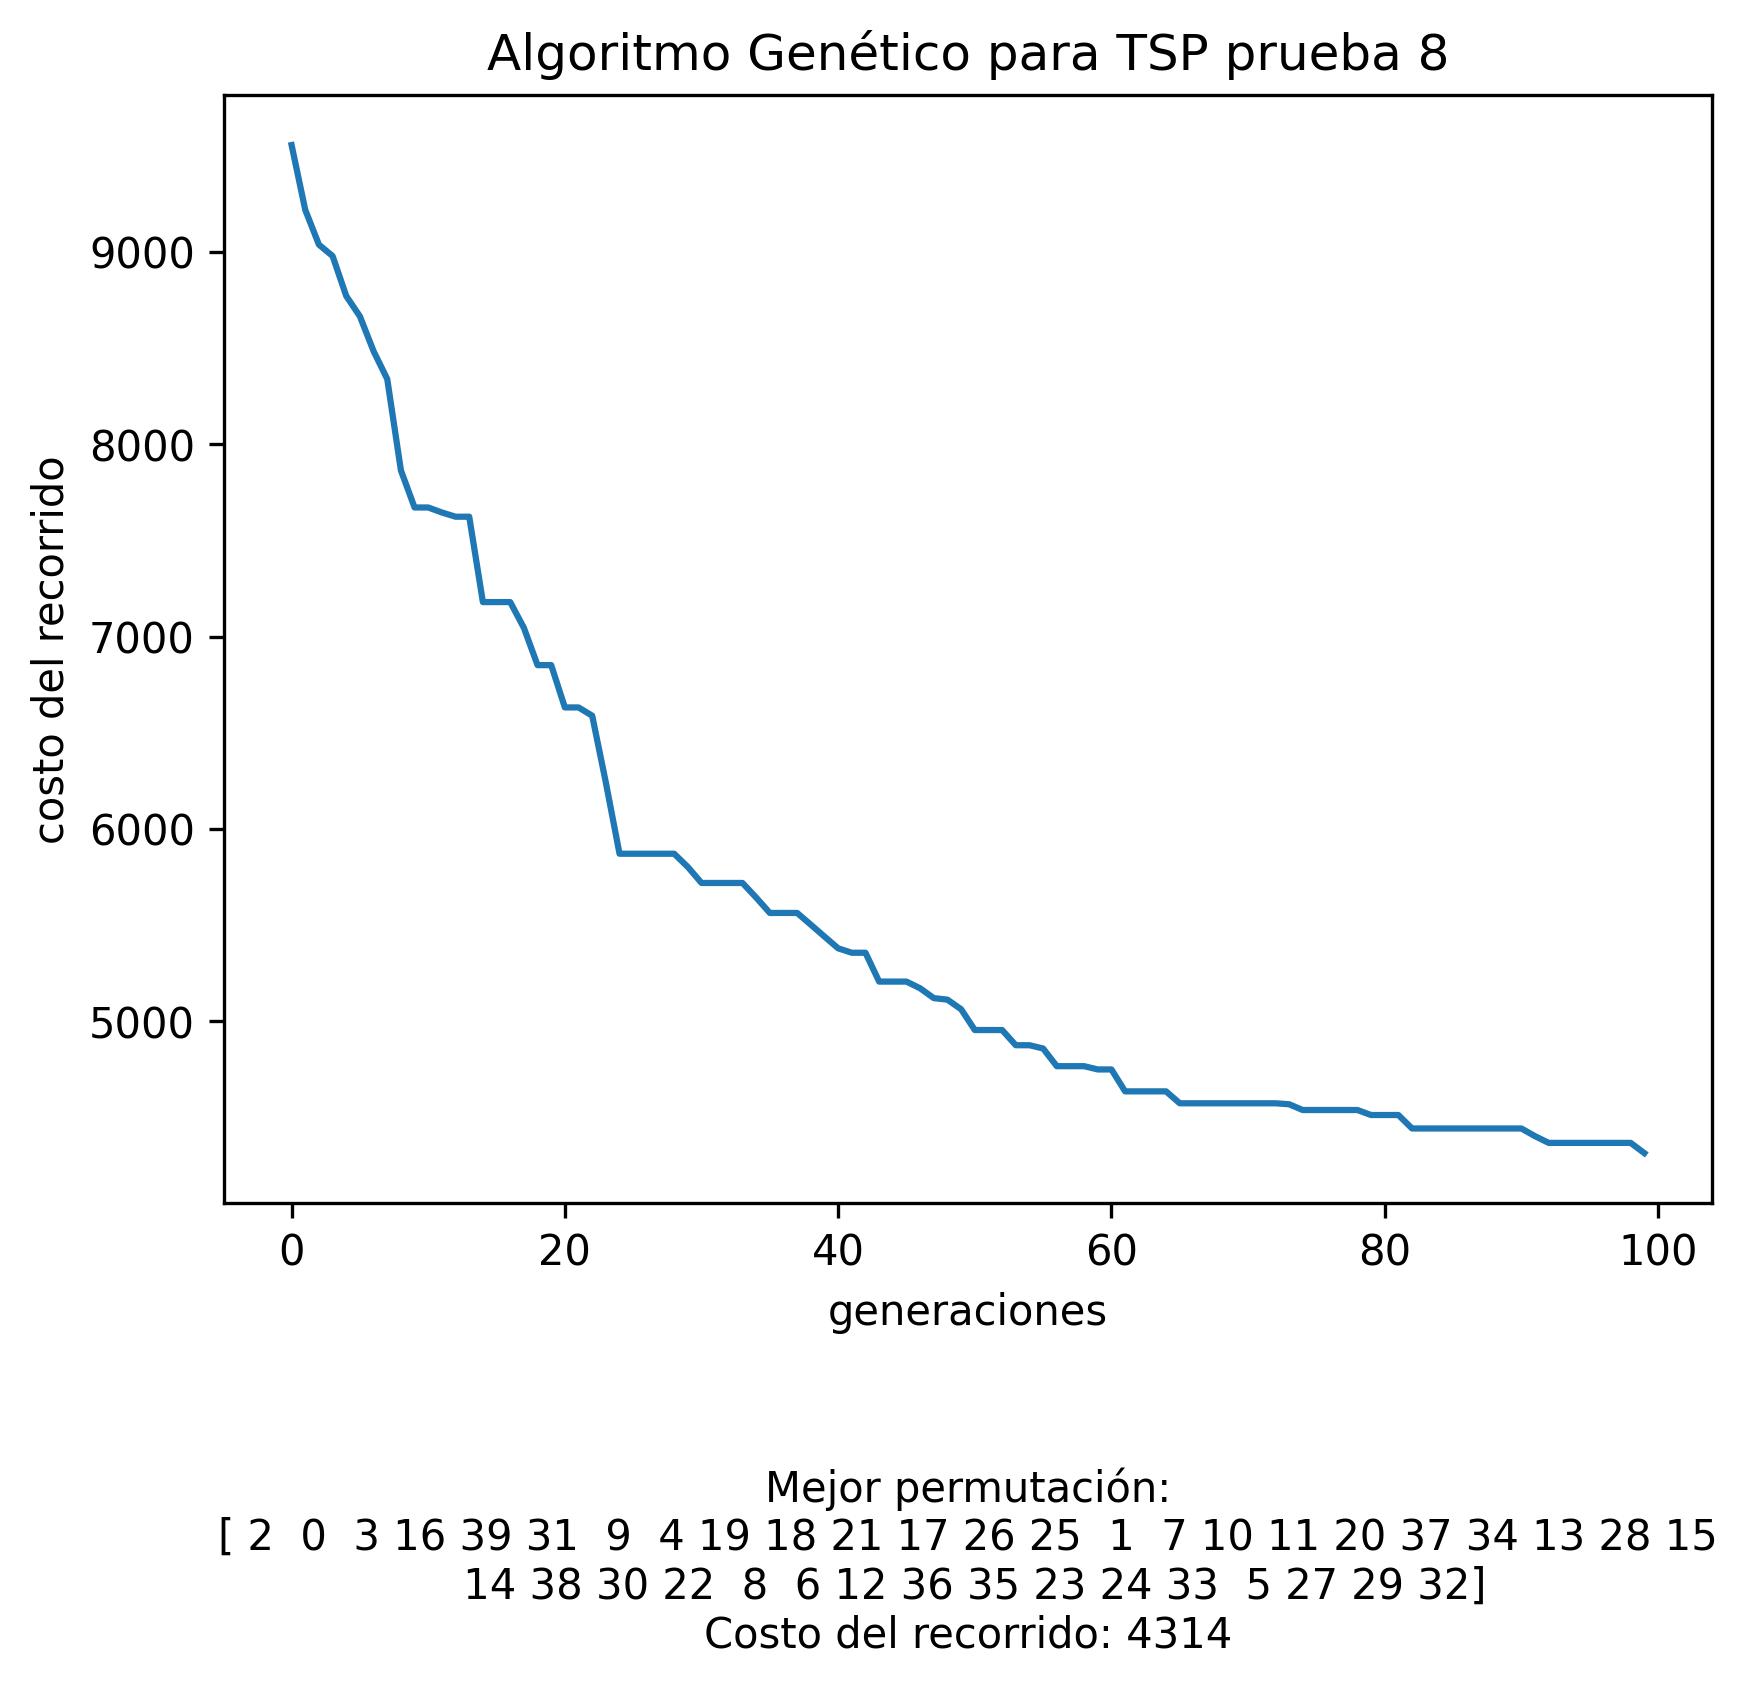 Algoritmo Genético para TSP prueba 8
costo del recorrido
9000
8000
7000
6000
5000
0 20 40 60 80 100
generaciones
Mejor permutación:
[ 2 0 3 16 39 31 9 4 19 18 21 17 26 25 1 7 10 11 20 37 34 13 28 15
14 38 30 22 8 6 12 36 35 23 24 33 5 27 29 32]
Costo del recorrido: 4314